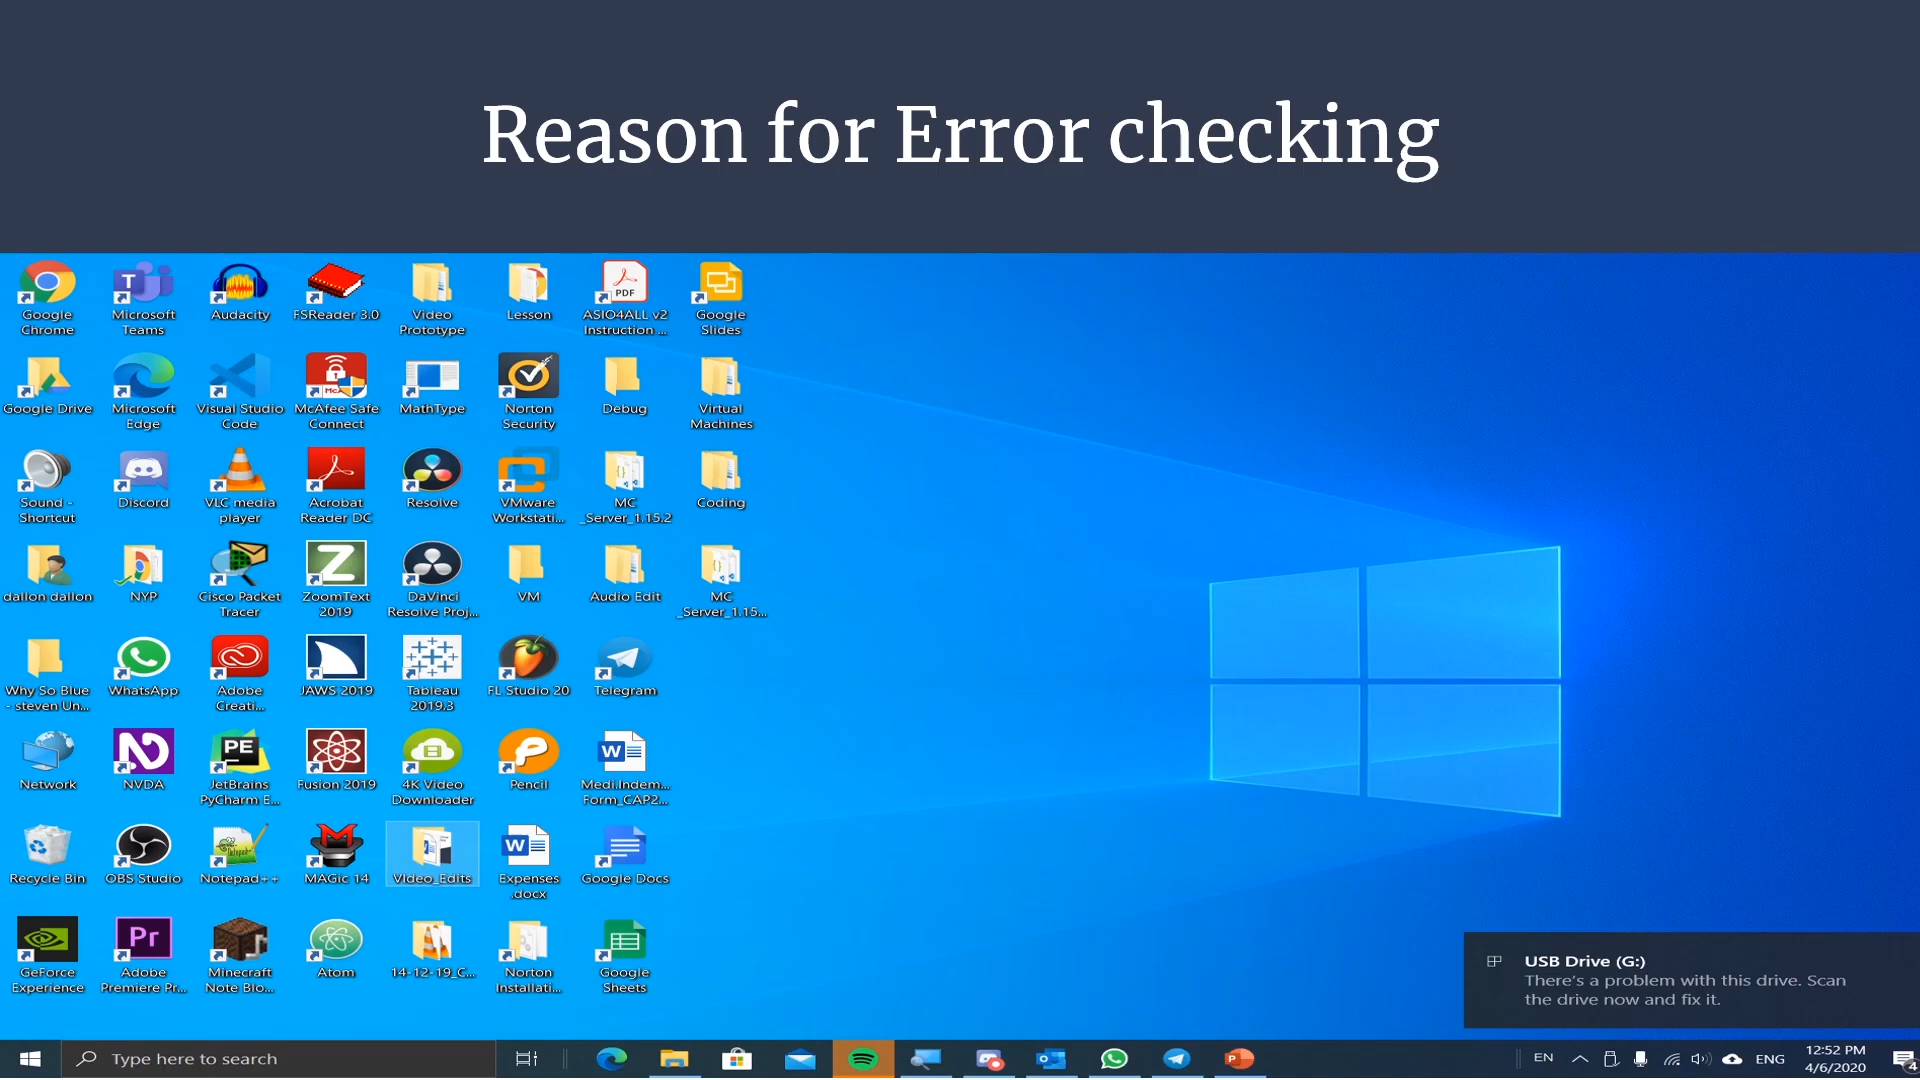 Reason for Error checking
Google
Chrome
Microsoft
Teams
Audacity
FSReader 3.0
Video
Prototype
Lesson
PDF
ASIO4ALL v2
Instruction ...
Google
Slides
Google Drive
Microsoft
Edge
Visual Studio
Code
McAfee Safe
Connect
MathType
Norton
Security
Debug
Virtual
Machines
Sound -
Shortcut
Discord
VLC media
player
Acrobat
Reader DC
Resolve
VMware
Workstati...
MC
_Server_1.15.2
Coding
dallon dallon
NYP
Cisco Packet
Tracer
Z
ZoomText
2019
DaVinci
Resolve Proj...
VM
Audio Edit
MC
_Server_1.15...
Why So Blue
- steven Un...
WhatsApp
Adobe
Creati...
JAWS 2019
Tableau
2019.3
FL Studio 20
Telegram
Network
NVDA
PE
JetBrains
PyCharm E...
Fusion 2019
4K Video
Downloader
Pencil
Medi.Indem...
Form_CAP2...
Recycle Bin
OBS Studio
Notepad++
MAGic 14
Video_Edits
Expenses
.docx
Google Docs
GeForce
Experience
Pr
Adobe
Premiere Pr...
Minecraft
Note Blo...
Atom
14-12-19_C...
Norton
Installati...
Google
Sheets
USB Drive (G:)
There's a problem with this drive. Scan
the drive now and fix it.
Type here to search
EN
ENG
12:52 PM
4/6/2020
4